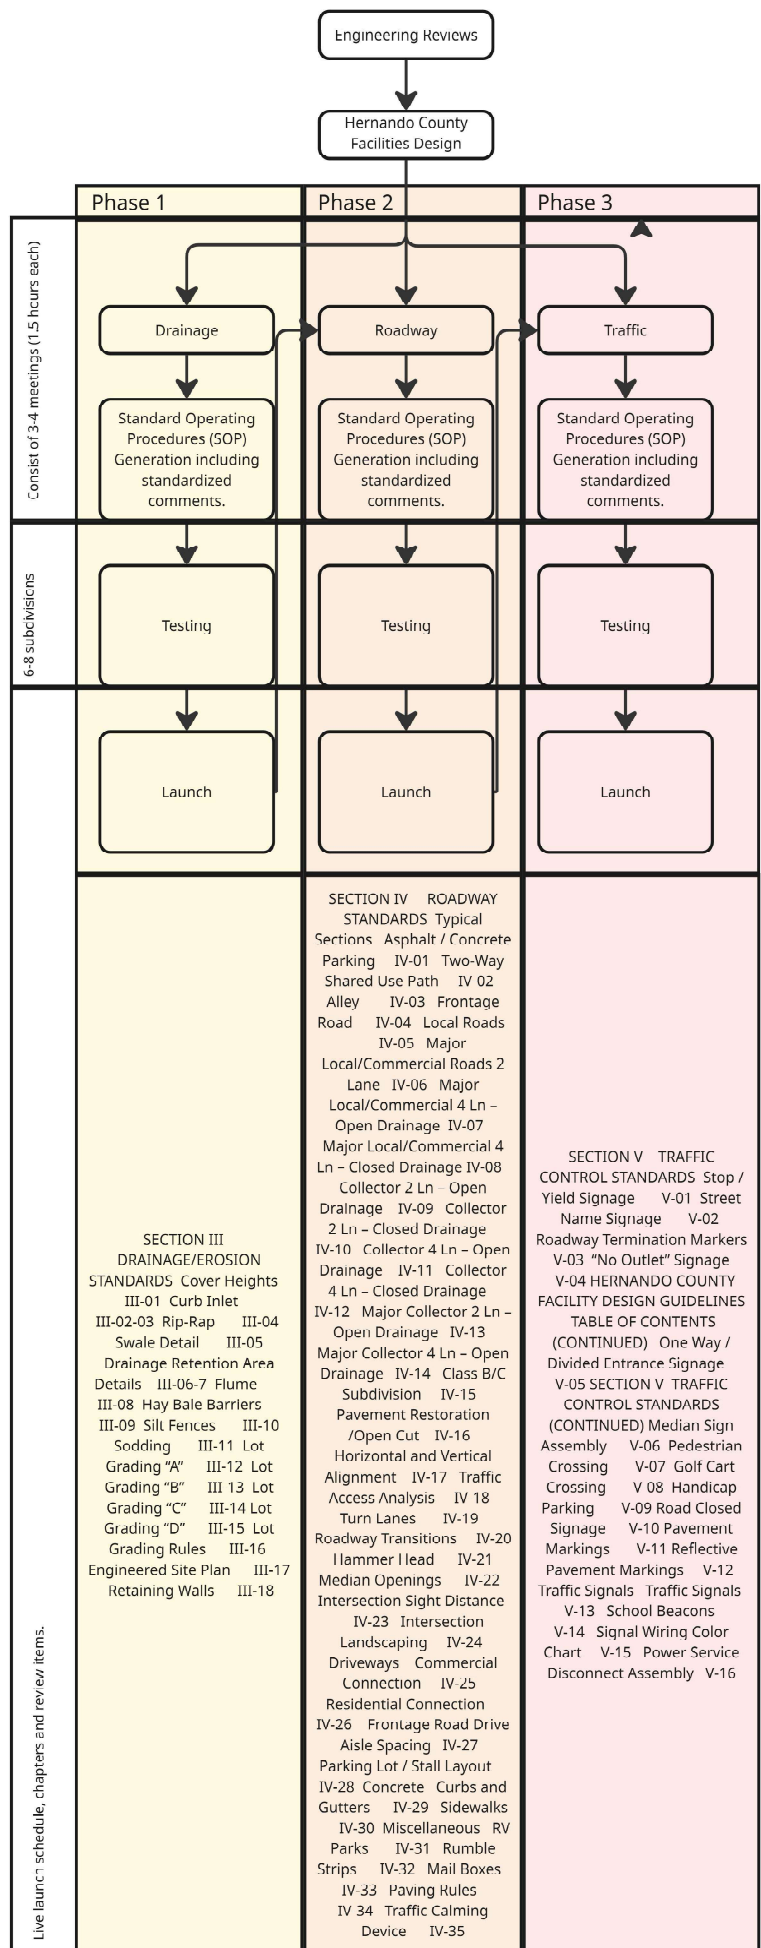 Engineering Reviews
Hernando County
Facilities Design
Phase 1
Phase 2
Phase 3
Consist of 3-4 meetings (1.5 hours each)
Drainage
Roadway
Traffic
Standard Operating
Procedures (SOP)
Generation including
standardized
comments.
Standard Operating
Procedures (SOP)
Generation including
standardized
comments.
Standard Operating
Procedures (SOP)
Generation including
standardized
comments.
6-8 subdivisions
Testing
Testing
Testing
Launch
Launch
Launch
Live launch schedule, chapters and review items.
SECTION III
DRAINAGE/EROSION
STANDARDS Cover Heights
III-01 Curb Inlet
III-02-03 Rip-Rap III-04
Swale Detail III-05
Drainage Retention Area
Details III-06-7 Flume
III-08 Hay Bale Barriers
III-09 Silt Fences III-10
Sodding III-11 Lot
Grading “A” III-12 Lot
Grading “B” III 13 Lot
Grading “C” III-14 Lot
Grading “D” III-15 Lot
Grading Rules III-16
Engineered Site Plan III-17
Retaining Walls III-18
SECTION IV ROADWAY
STANDARDS Typical
Sections Asphalt / Concrete
Parking IV-01 Two-Way
Shared Use Path IV 02
Alley IV-03 Frontage
Road IV-04 Local Roads
IV-05 Major
Local/Commercial Roads 2
Lane IV-06 Major
Local/Commercial 4 Ln –
Open Drainage IV-07
Major Local/Commercial 4
Ln – Closed Drainage IV-08
Collector 2 Ln – Open
Drainage IV-09 Collector
2 Ln – Closed Drainage
IV-10 Collector 4 Ln – Open
Drainage IV-11 Collector
4 Ln – Closed Drainage
IV-12 Major Collector 2 Ln –
Open Drainage IV-13
Major Collector 4 Ln – Open
Drainage IV-14 Class B/C
Subdivision IV-15
Pavement Restoration
/Open Cut IV-16
Horizontal and Vertical
Alignment IV-17 Traffic
Access Analysis IV 18
Turn Lanes IV-19
Roadway Transitions IV-20
Hammer Head IV-21
Median Openings IV-22
Intersection Sight Distance
IV-23 Intersection
Landscaping IV-24
Driveways Commercial
Connection IV-25
Residential Connection
IV-26 Frontage Road Drive
Aisle Spacing IV-27
Parking Lot / Stall Layout
IV-28 Concrete Curbs and
Gutters IV-29 Sidewalks
IV-30 Miscellaneous RV
Parks IV-31 Rumble
Strips IV-32 Mail Boxes
IV-33 Paving Rules
IV 34 Traffic Calming
Device IV-35
SECTION V TRAFFIC
CONTROL STANDARDS Stop /
Yield Signage V-01 Street
Name Signage V-02
Roadway Termination Markers
V-03 “No Outlet” Signage
V-04 HERNANDO COUNTY
FACILITY DESIGN GUIDELINES
TABLE OF CONTENTS
(CONTINUED) One Way /
Divided Entrance Signage
V-05 SECTION V TRAFFIC
CONTROL STANDARDS
(CONTINUED) Median Sign
Assembly V-06 Pedestrian
Crossing V-07 Golf Cart
Crossing V 08 Handicap
Parking V-09 Road Closed
Signage V-10 Pavement
Markings V-11 Reflective
Pavement Markings V-12
Traffic Signals Traffic Signals
V-13 School Beacons
V-14 Signal Wiring Color
Chart V-15 Power Service
Disconnect Assembly V-16